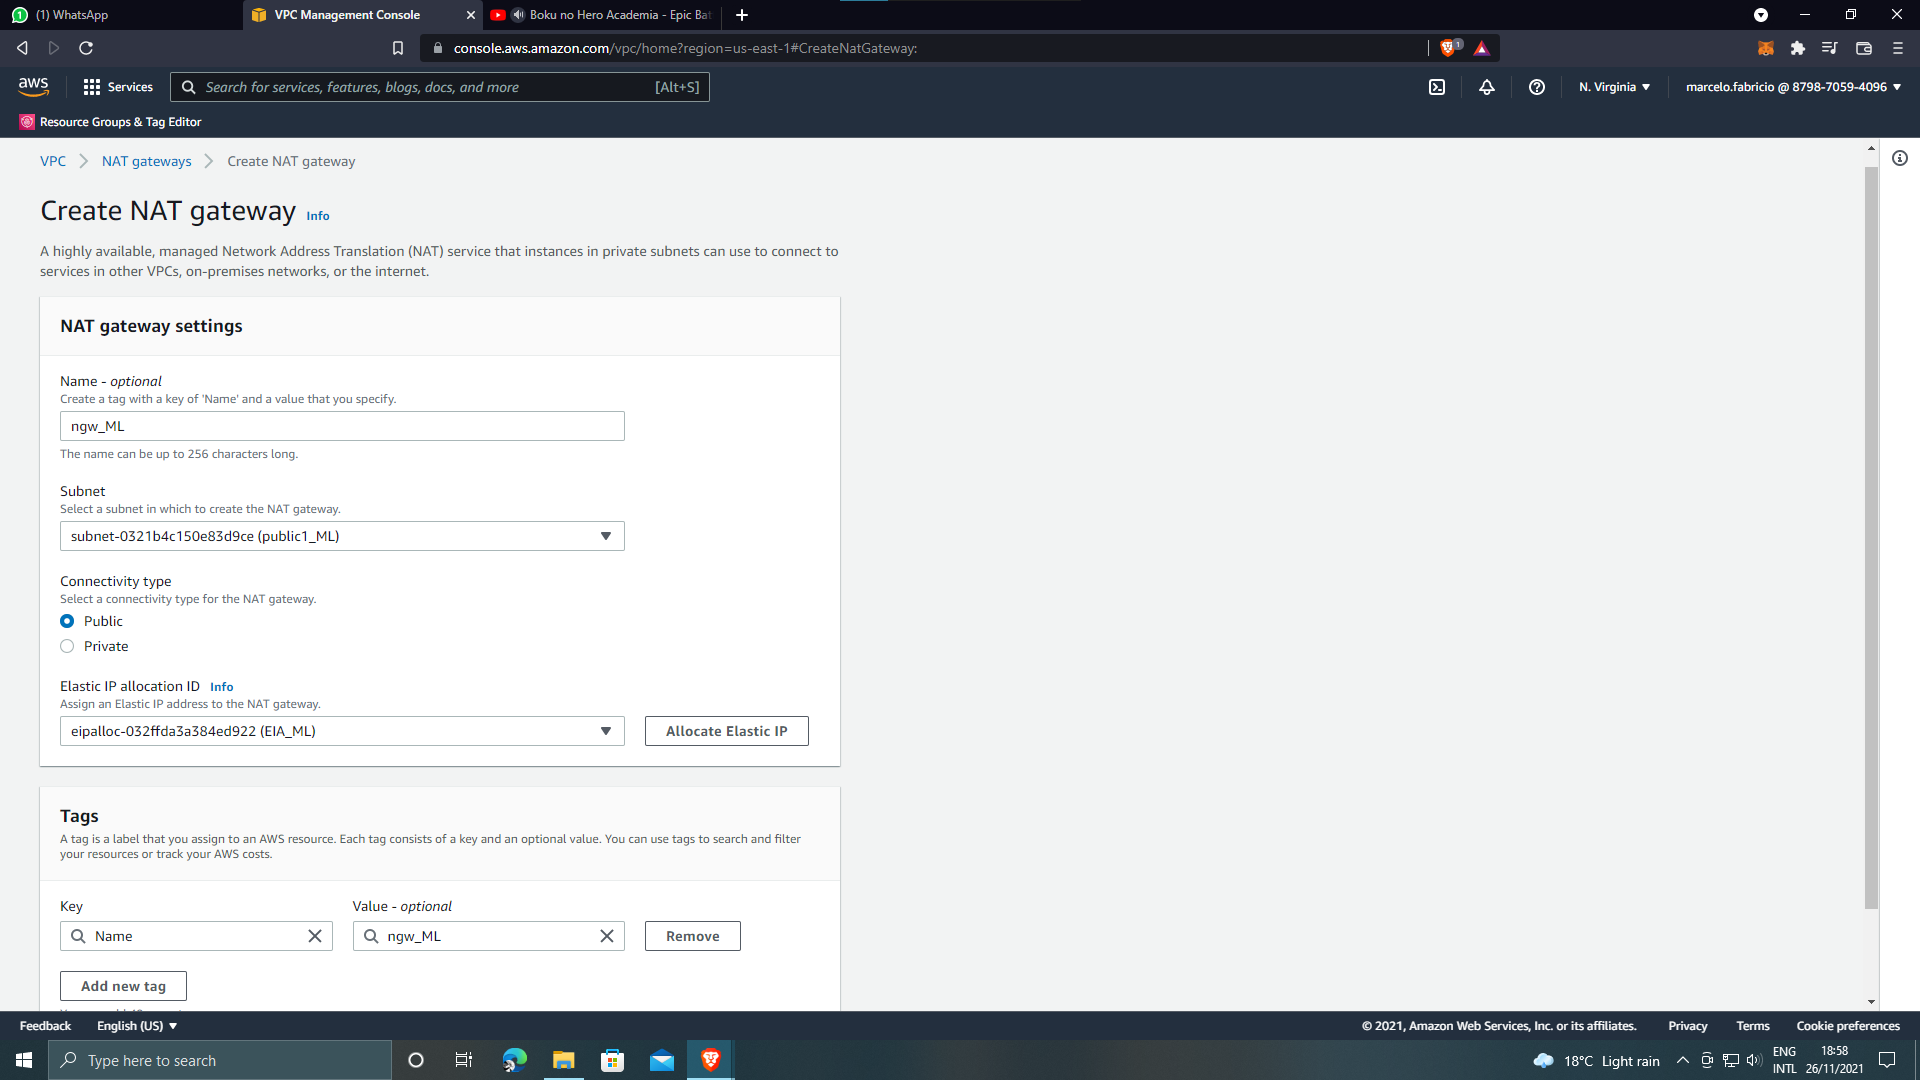 (1) WhatsApp
VPC Management Console
Boku no Hero Academia - Epic Bat
console.aws.amazon.com/vpc/home?region=us-east-1#CreateNatGateway:
1
aws
Services
Search for services, features, blogs, docs, and more
[Alt+S]
N. Virginia
marcelo.fabricio @ 8798-7059-4096
Resource Groups & Tag Editor
VPC
NAT gateways
Create NAT gateway
Create NAT gateway Info
A highly available, managed Network Address Translation (NAT) service that instances in private subnets can use to connect to
services in other VPCs, on-premises networks, or the internet.
NAT gateway settings
Name - optional
Create a tag with a key of 'Name' and a value that you specify.
ngw_ML
The name can be up to 256 characters long.
Subnet
Select a subnet in which to create the NAT gateway.
subnet-0321b4c150e83d9ce (public1_ML)
Connectivity type
Select a connectivity type for the NAT gateway.
Public
Private
Elastic IP allocation ID Info
Assign an Elastic IP address to the NAT gateway.
eipalloc-032ffda3a384ed922 (EIA_ML)
Allocate Elastic IP
Tags
A tag is a label that you assign to an AWS resource. Each tag consists of a key and an optional value. You can use tags to search and filter
your resources or track your AWS costs.
Key
Value - optional
Name
ngw_ML
Remove
Add new tag
Feedback
English (US)
© 2021, Amazon Web Services, Inc. or its affiliates.
Privacy
Terms
Cookie preferences
Type here to search
18°C Light rain
ENG
INTL
18:58
26/11/2021